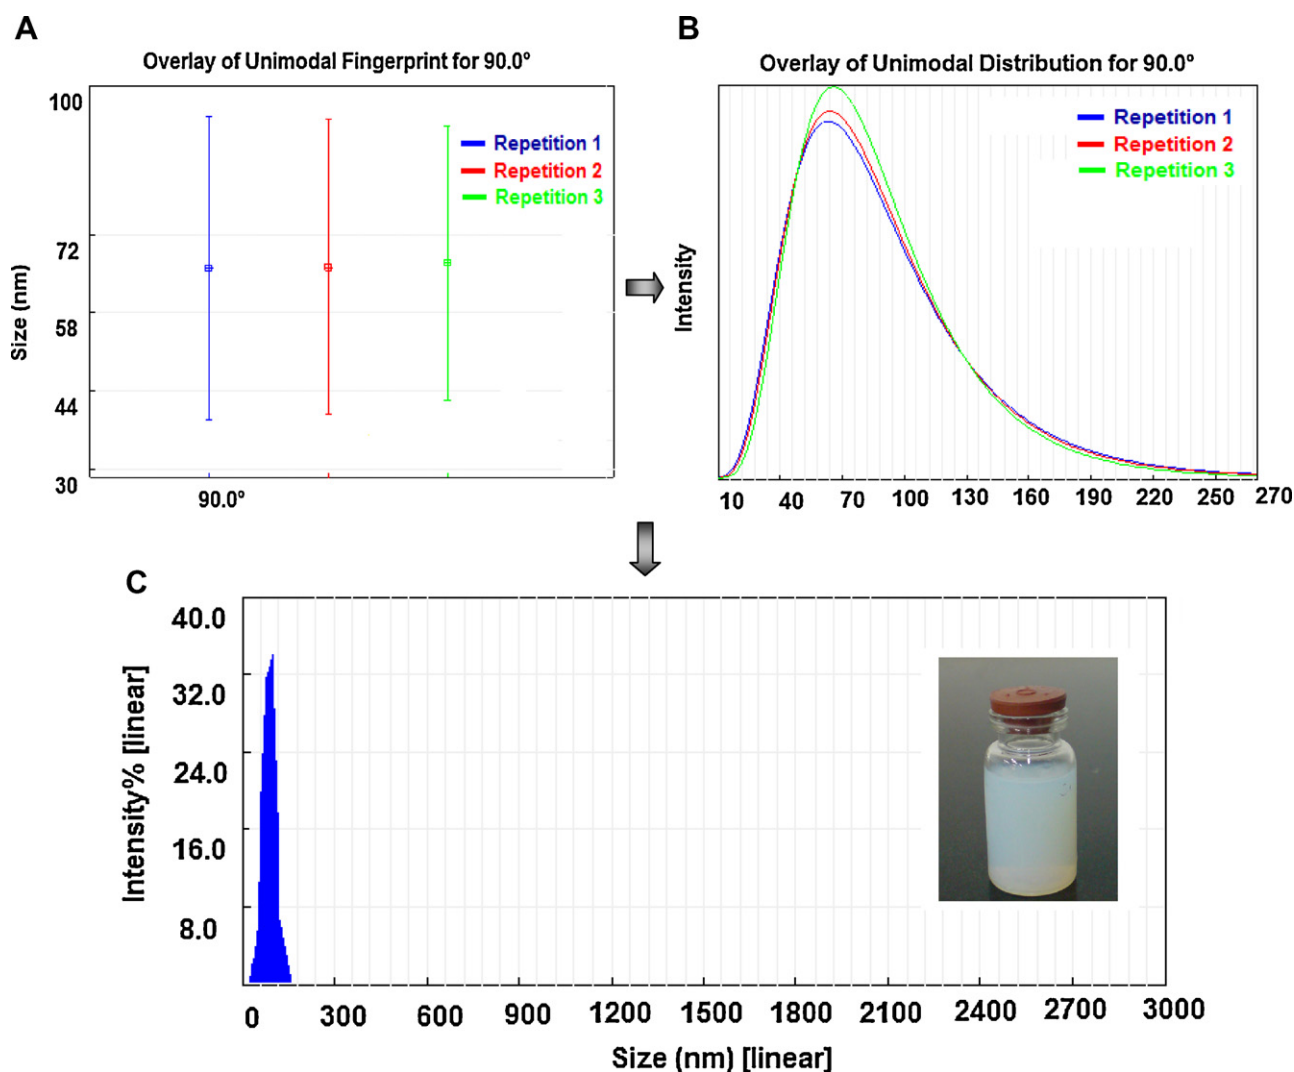 A
Overlay of Unimodal Fingerprint for 90.0º
100
72
58
44
30
Size (nm)
Repetition 1
Repetition 2
Repetition 3
90.0º
B
Overlay of Unimodal Distribution for 90.0º
Intensity
Repetition 1
Repetition 2
Repetition 3
10 40 70 100 130 160 190 220 250 270
C
40.0
32.0
24.0
16.0
8.0
Intensity% [linear]
0 300 600 900 1200 1500 1800 2100 2400 2700 3000
Size (nm) [linear]